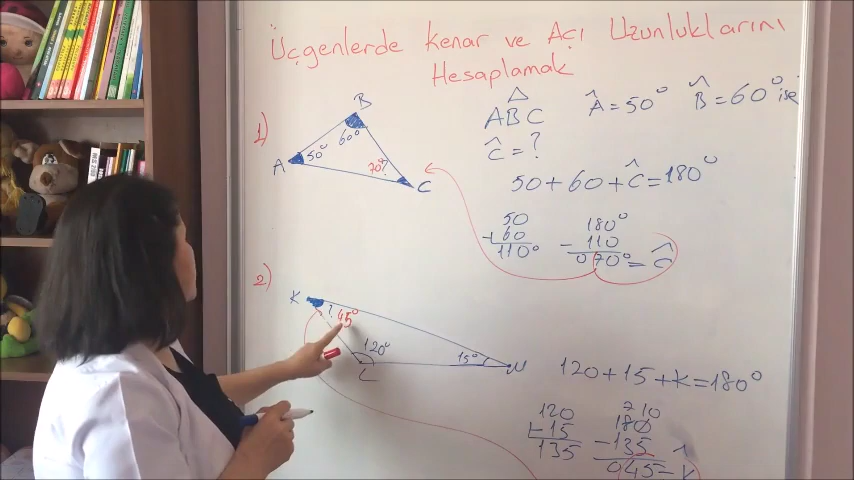 Üçgenlerde Kenar ve Açı Uzunluklarını
Hesaplamak
1)
B
60°
A
50°
70°
?
C
ABC Â=50° B̂=60° ise
Ĉ=?
50+60+Ĉ=180°
50
+60
110°
180°
-110
070°=Ĉ
2)
K
?
45°
120°
L
15°
M
120+15+K=180°
120
+15
135
210
180
-135
045=K̂